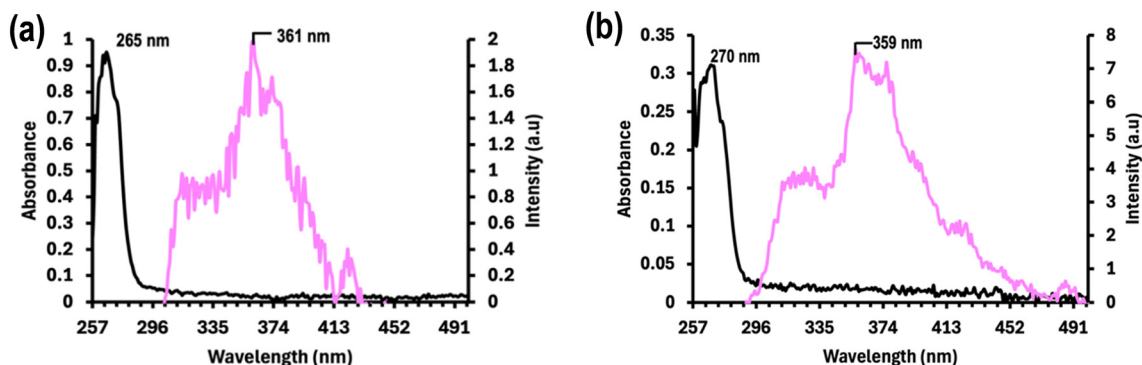 (a)
265 nm
361 nm
Absorbance
1
0.9
0.8
0.7
0.6
0.5
0.4
0.3
0.2
0.1
0
2
1.8
1.6
1.4
1.2
1
0.8
0.6
0.4
0.2
0
Intensity (a.u)
257 296 335 374 413 452 491
Wavelength (nm)
(b)
270 nm
359 nm
Absorbance
0.35
0.3
0.25
0.2
0.15
0.1
0.05
0
8
7
6
5
4
3
2
1
0
Intensity (a.u)
257 296 335 374 413 452 491
Wavelength (nm)